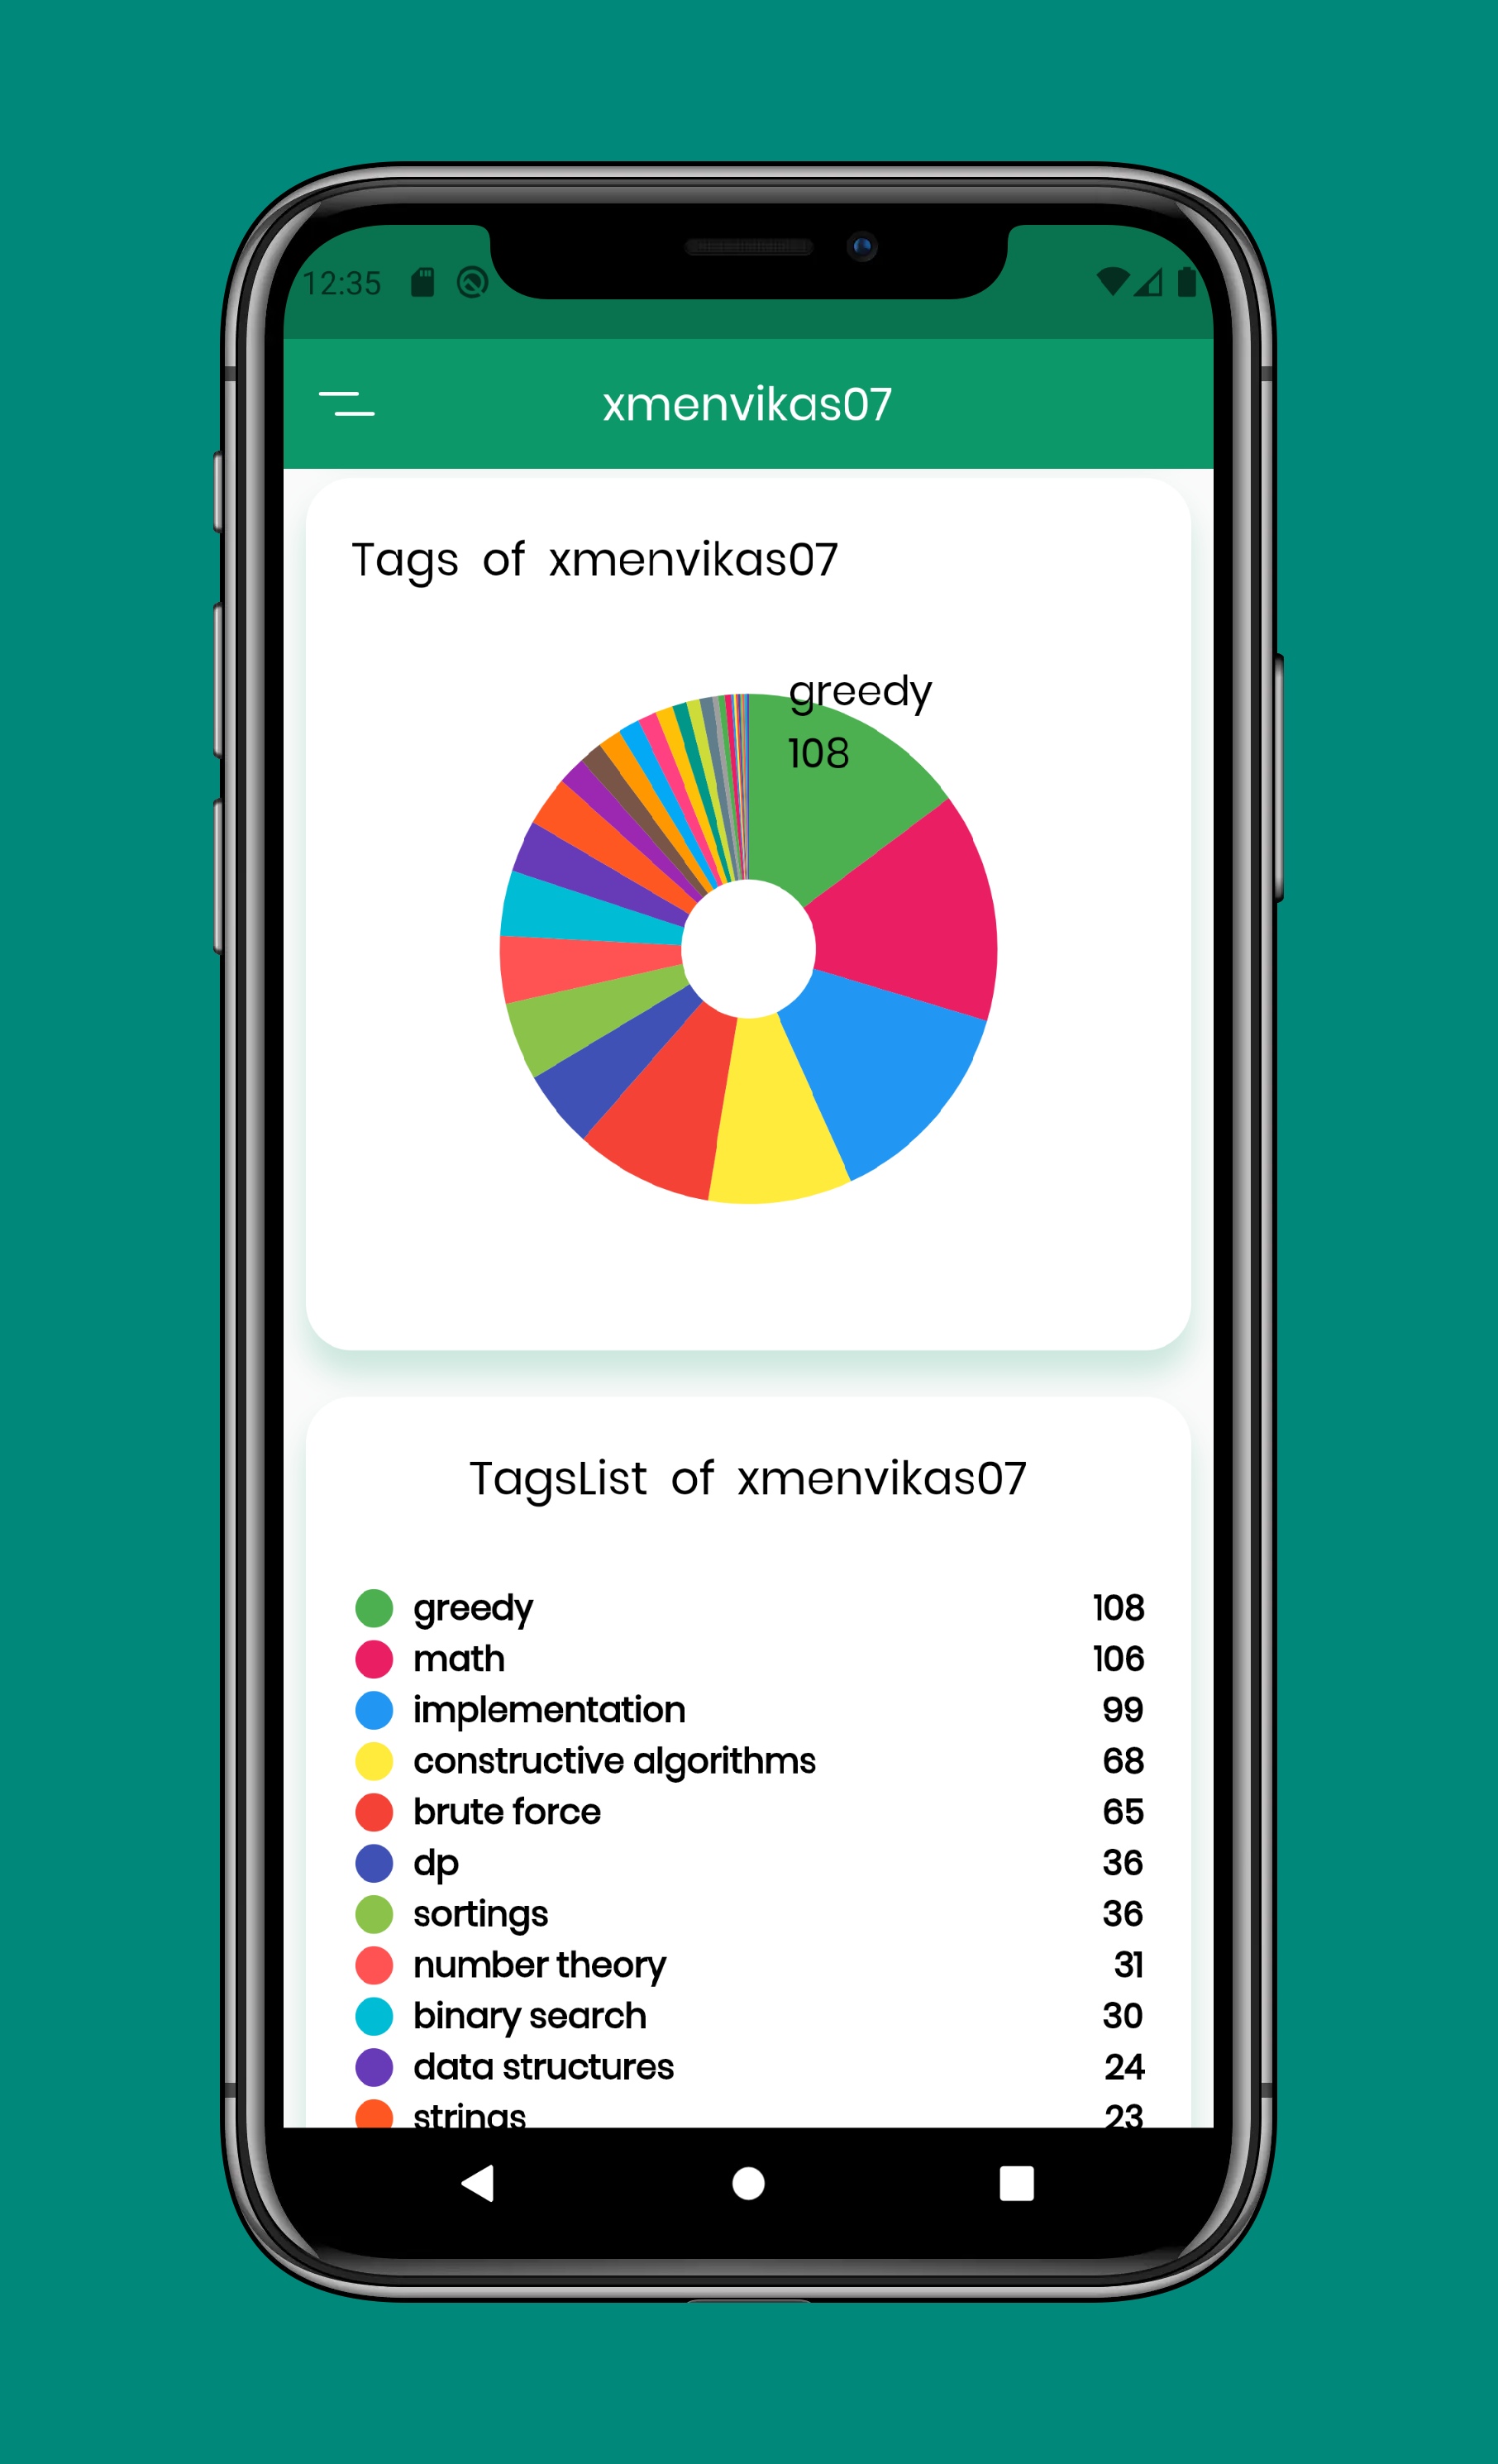 12:35
xmenvikas07
Tags of xmenvikas07
greedy
108
TagsList of xmenvikas07
greedy 108
math 106
implementation 99
constructive algorithms 68
brute force 65
dp 36
sortings 36
number theory 31
binary search 30
data structures 24
strings 23